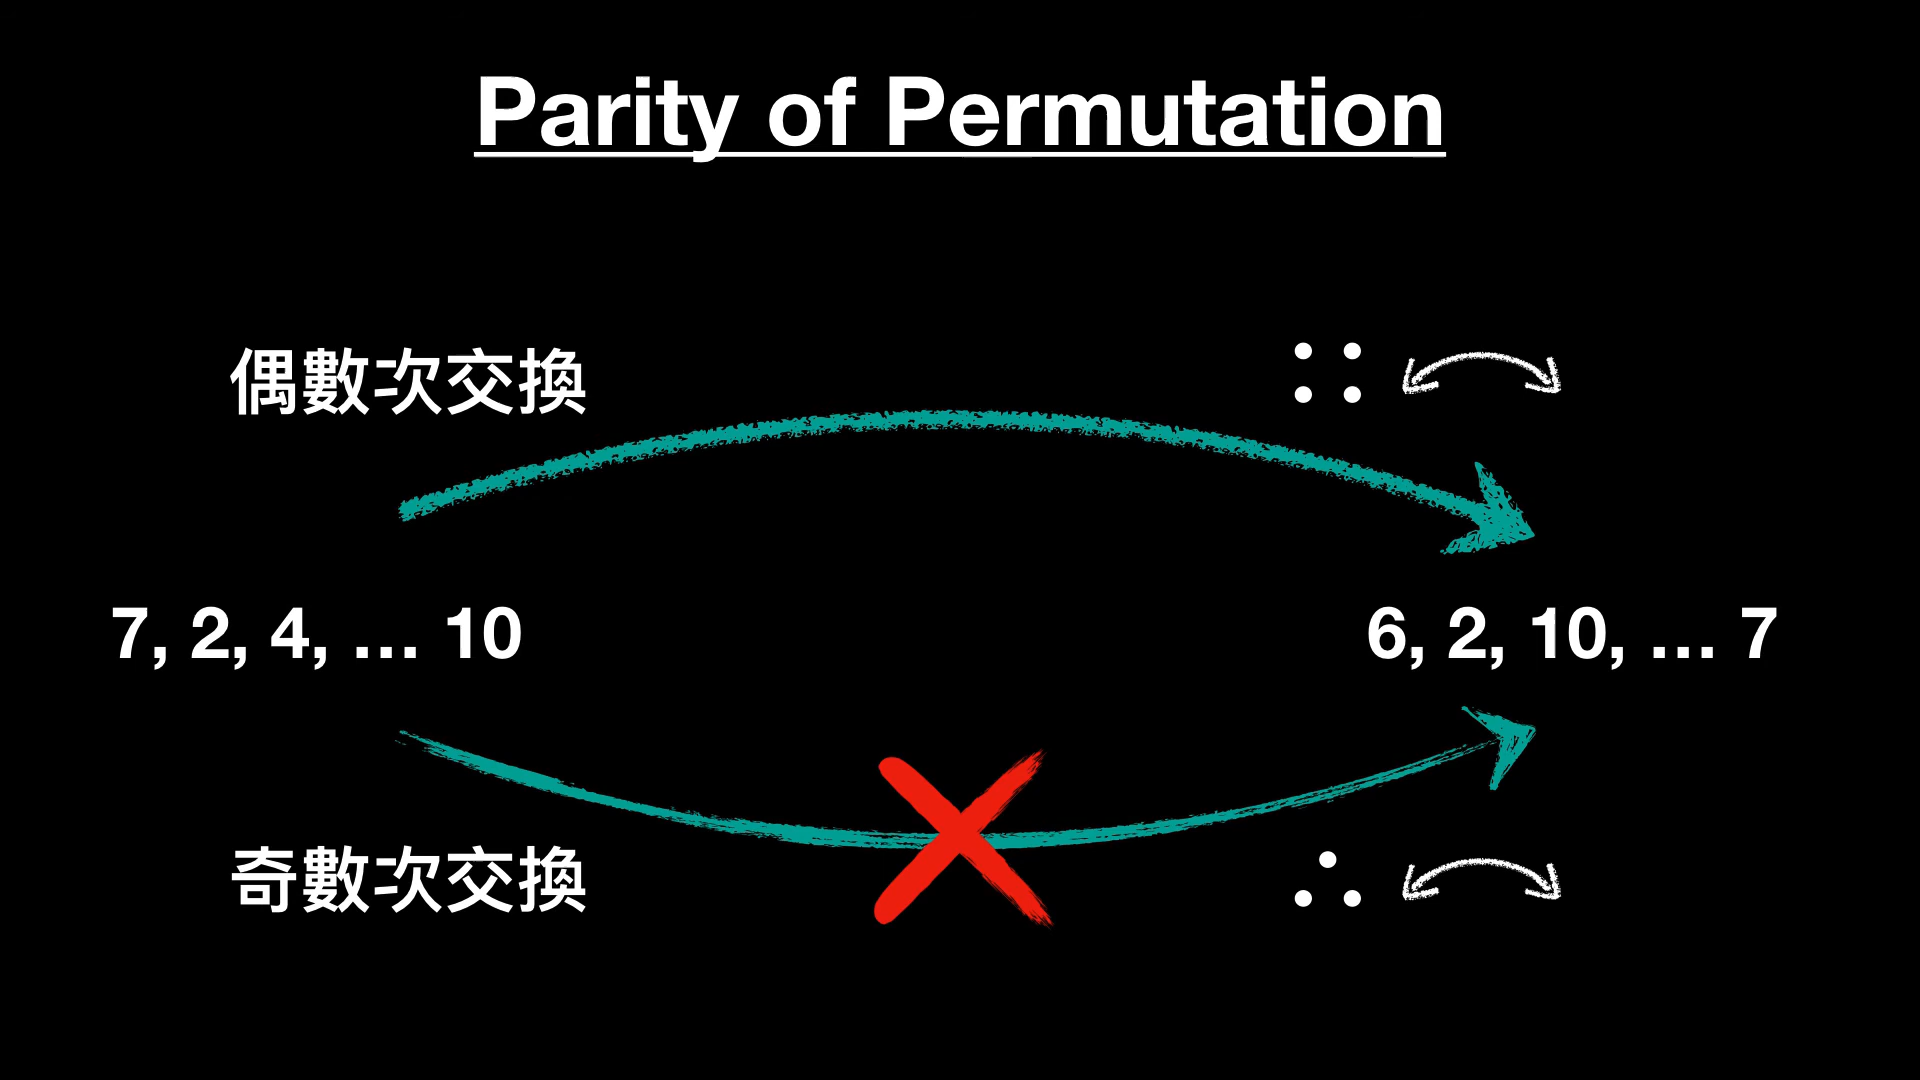 Parity of Permutation
偶數次交換
7, 2, 4, … 10
6, 2, 10, … 7
奇數次交換